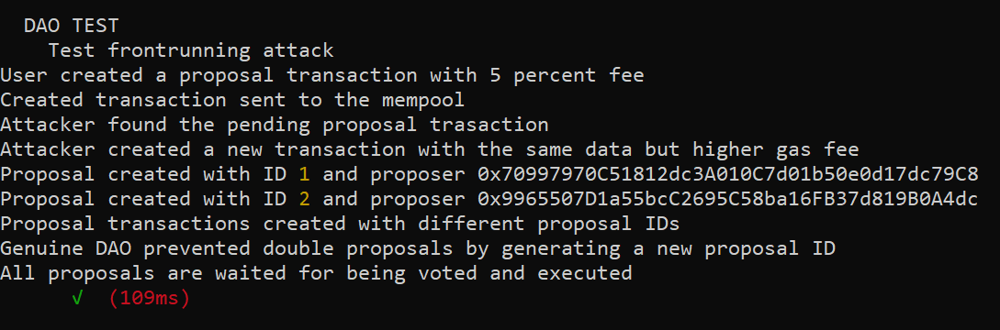 DAO TEST
Test frontrunning attack
User created a proposal transaction with 5 percent fee
Created transaction sent to the mempool
Attacker found the pending proposal trasaction
Attacker created a new transaction with the same data but higher gas fee
Proposal created with ID 1 and proposer 0x70997970C51812dc3A010C7d01b50e0d17dc79C8
Proposal created with ID 2 and proposer 0x9965507D1a55bcC2695C58ba16FB37d819B0A4dc
Proposal transactions created with different proposal IDs
Genuine DAO prevented double proposals by generating a new proposal ID
All proposals are waited for being voted and executed
√ (109ms)